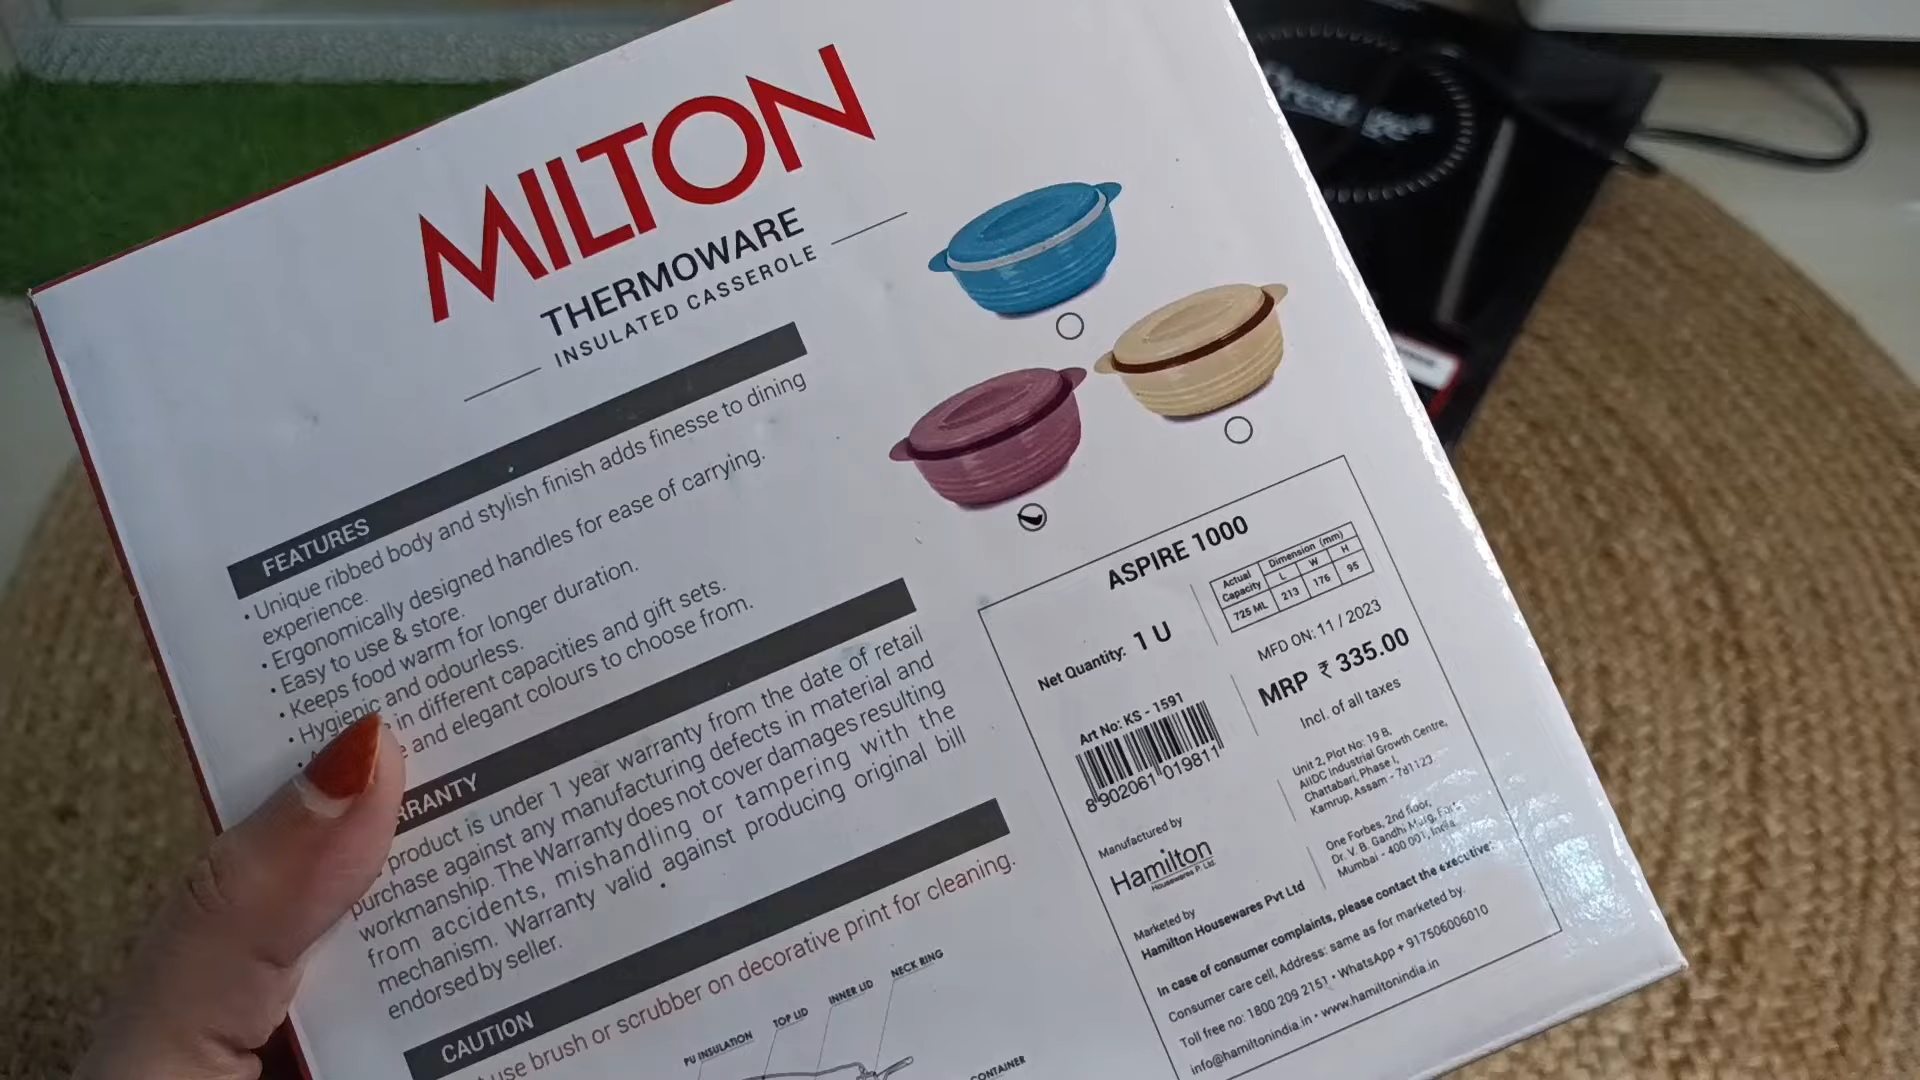 MILTON
THERMOWARE
INSULATED CASSEROLE
FEATURES
• Unique ribbed body and stylish finish adds finesse to dining
experience.
• Ergonomically designed handles for ease of carrying.
• Easy to use & store.
• Keeps food warm for longer duration.
• Hygienic and odourless.
in different capacities and gift sets.
and elegant colours to choose from.
product is under 1 year warranty from the date of retail
purchase against any manufacturing defects in material and
workmanship. The Warranty does not cover damages resulting
from accidents, mishandling or tampering with the
mechanism. Warranty valid against producing original bill
endorsed by seller.
CAUTION
use brush or scrubber on decorative print for cleaning.
PU INSULATION
TOP LID
INNER LID
NECK RING
CONTAINER
ASPIRE 1000
Net Quantity: 1 U
Actual Capacity
Dimension (mm)
L W H
725 ML 213 176 95
MFD ON: 11 / 2023
MRP ₹ 335.00
Incl. of all taxes
Art No: KS - 1591
8 902061 019811
Manufactured by
Hamilton
Housewares P. Ltd.
Unit 2, Plot No: 19 B,
AIIDC Industrial Growth Centre,
Chattabari, Phase I,
Kamrup, Assam - 781123
Marketed by
Hamilton Housewares Pvt Ltd
One Forbes, 2nd floor,
Dr. V. B. Gandhi Marg, Fort,
Mumbai - 400 001, India
In case of consumer complaints, please contact the executive:
Consumer care cell, Address: same as for marketed by.
Toll free no: 1800 209 2151 • WhatsApp + 917506006010
info@hamiltonindia.in • www.hamiltonindia.in
Prestige